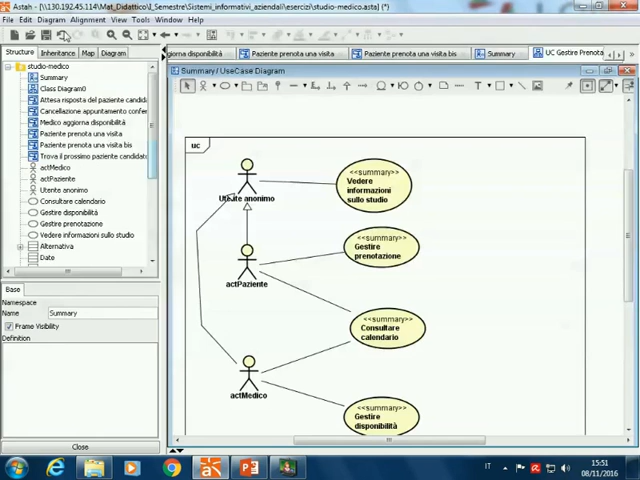 Astah - [\\130.192.45.114\Mat_Didattico\I_Semestre\Sistemi_informativi_aziendali\esercizi\studio-medico.asta] (*)
File Edit Diagram Alignment View Tools Window Help
Structure Inheritance Map Diagram
studio-medico
Summary
Class Diagram0
Attesa risposta del paziente candida
Cancellazione appuntamento confer
Medico aggiorna disponibilità
Paziente prenota una visita
Paziente prenota una visita bis
Trova il prossimo paziente candidato
actMedico
actPaziente
Utente anonimo
Consultare calendario
Gestire disponibilità
Gestire prenotazione
Vedere informazioni sullo studio
Alternativa
Date
Base
Namespace
Name Summary
Frame Visibility
Definition
Close
giorna disponibilità
Paziente prenota una visita
Paziente prenota una visita bis
Summary
UC Gestire Prenota
Summary / UseCase Diagram
uc
Utente anonimo
<<summary>>
Vedere
informazioni
sullo studio
<<summary>>
Gestire
prenotazione
actPaziente
<<summary>>
Consultare
calendario
actMedico
<<summary>>
Gestire
disponibilità
IT
15:51
08/11/2016